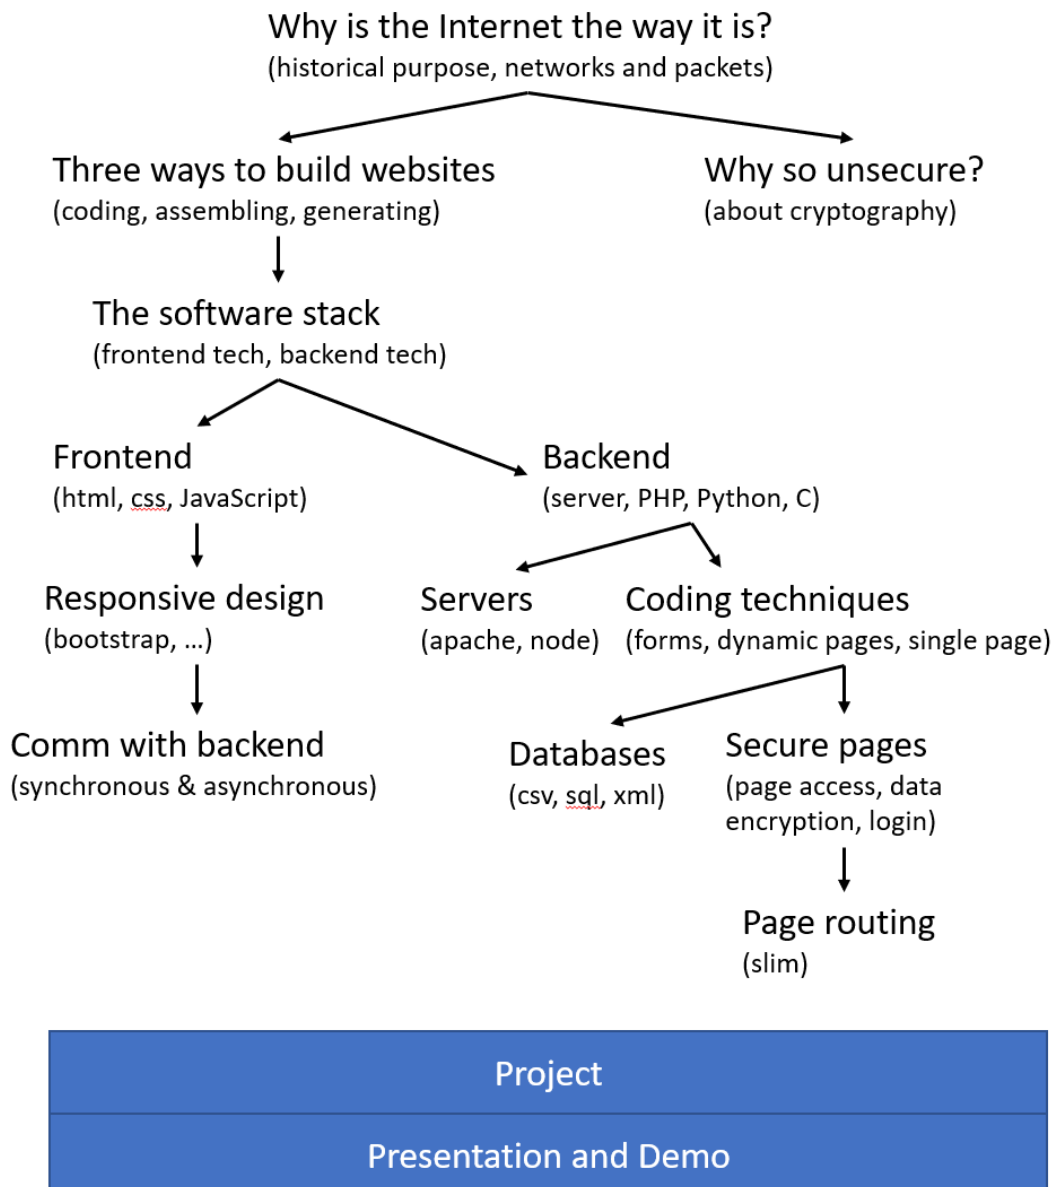 Why is the Internet the way it is?
(historical purpose, networks and packets)
Three ways to build websites
(coding, assembling, generating)
Why so unsecure?
(about cryptography)
The software stack
(frontend tech, backend tech)
Frontend
(html, css, JavaScript)
Backend
(server, PHP, Python, C)
Responsive design
(bootstrap, ...)
Servers
(apache, node)
Coding techniques
(forms, dynamic pages, single page)
Comm with backend
(synchronous & asynchronous)
Databases
(csv, sql, xml)
Secure pages
(page access, data
encryption, login)
Page routing
(slim)
Project
Presentation and Demo